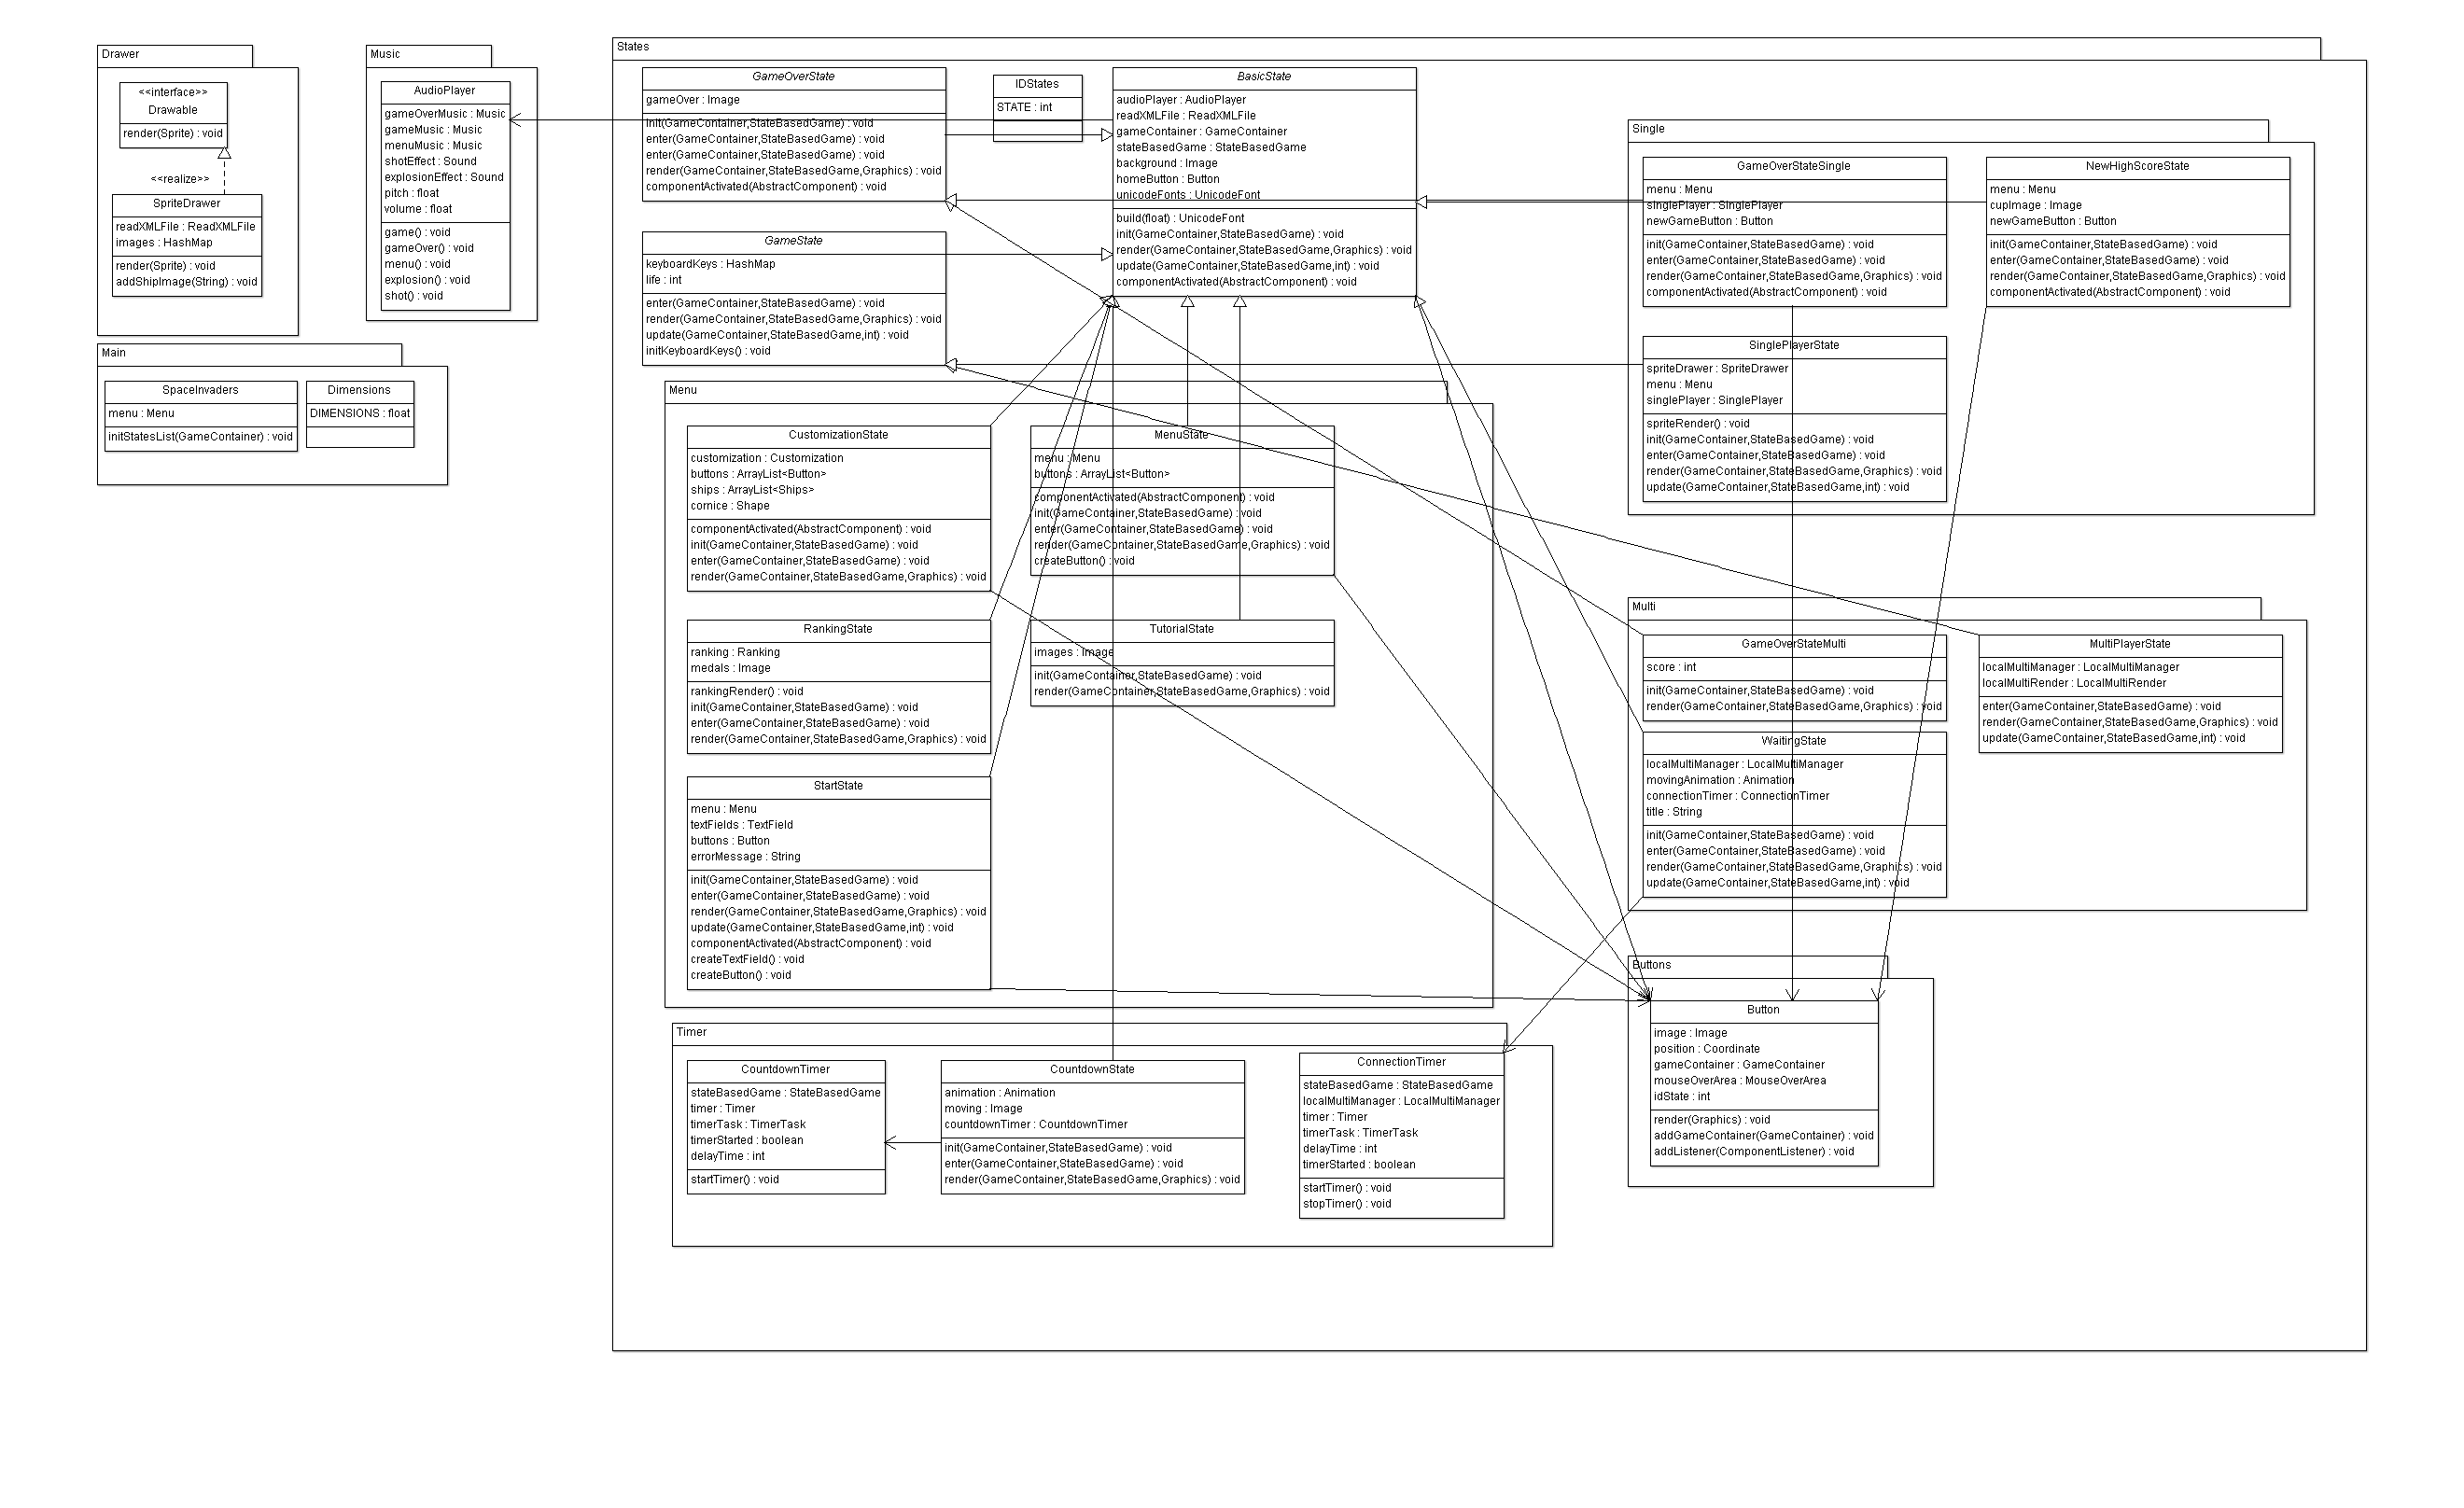 Drawer
<<interface>>
Drawable
render(Sprite) : void
<<realize>>
SpriteDrawer
readXMLFile : ReadXMLFile
images : HashMap
render(Sprite) : void
addShipImage(String) : void
Music
AudioPlayer
gameOverMusic : Music
gameMusic : Music
menuMusic : Music
shotEffect : Sound
explosionEffect : Sound
pitch : float
volume : float
game() : void
gameOver() : void
menu() : void
explosion() : void
shot() : void
Main
SpaceInvaders
menu : Menu
initStatesList(GameContainer) : void
Dimensions
DIMENSIONS : float
States
GameOverState
gameOver : Image
init(GameContainer,StateBasedGame) : void
enter(GameContainer,StateBasedGame) : void
enter(GameContainer,StateBasedGame) : void
render(GameContainer,StateBasedGame,Graphics) : void
componentActivated(AbstractComponent) : void
IDStates
STATE : int
BasicState
audioPlayer : AudioPlayer
readXMLFile : ReadXMLFile
gameContainer : GameContainer
stateBasedGame : StateBasedGame
background : Image
homeButton : Button
unicodeFonts : UnicodeFont
build(float) : UnicodeFont
init(GameContainer,StateBasedGame) : void
render(GameContainer,StateBasedGame,Graphics) : void
update(GameContainer,StateBasedGame,int) : void
componentActivated(AbstractComponent) : void
GameState
keyboardKeys : HashMap
life : int
enter(GameContainer,StateBasedGame) : void
render(GameContainer,StateBasedGame,Graphics) : void
update(GameContainer,StateBasedGame,int) : void
initKeyboardKeys() : void
Single
GameOverStateSingle
menu : Menu
singlePlayer : SinglePlayer
newGameButton : Button
init(GameContainer,StateBasedGame) : void
enter(GameContainer,StateBasedGame) : void
render(GameContainer,StateBasedGame,Graphics) : void
componentActivated(AbstractComponent) : void
NewHighScoreState
menu : Menu
cupImage : Image
newGameButton : Button
init(GameContainer,StateBasedGame) : void
enter(GameContainer,StateBasedGame) : void
render(GameContainer,StateBasedGame,Graphics) : void
componentActivated(AbstractComponent) : void
SinglePlayerState
spriteDrawer : SpriteDrawer
menu : Menu
singlePlayer : SinglePlayer
spriteRender() : void
init(GameContainer,StateBasedGame) : void
enter(GameContainer,StateBasedGame) : void
render(GameContainer,StateBasedGame,Graphics) : void
update(GameContainer,StateBasedGame,int) : void
Menu
CustomizationState
customization : Customization
buttons : ArrayList<Button>
ships : ArrayList<Ships>
cornice : Shape
componentActivated(AbstractComponent) : void
init(GameContainer,StateBasedGame) : void
enter(GameContainer,StateBasedGame) : void
render(GameContainer,StateBasedGame,Graphics) : void
MenuState
menu : Menu
buttons : ArrayList<Button>
componentActivated(AbstractComponent) : void
init(GameContainer,StateBasedGame) : void
enter(GameContainer,StateBasedGame) : void
render(GameContainer,StateBasedGame,Graphics) : void
createButton() : void
RankingState
ranking : Ranking
medals : Image
rankingRender() : void
init(GameContainer,StateBasedGame) : void
enter(GameContainer,StateBasedGame) : void
render(GameContainer,StateBasedGame,Graphics) : void
TutorialState
images : Image
init(GameContainer,StateBasedGame) : void
render(GameContainer,StateBasedGame,Graphics) : void
StartState
menu : Menu
textFields : TextField
buttons : Button
errorMessage : String
init(GameContainer,StateBasedGame) : void
enter(GameContainer,StateBasedGame) : void
render(GameContainer,StateBasedGame,Graphics) : void
update(GameContainer,StateBasedGame,int) : void
componentActivated(AbstractComponent) : void
createTextField() : void
createButton() : void
Multi
GameOverStateMulti
score : int
init(GameContainer,StateBasedGame) : void
render(GameContainer,StateBasedGame,Graphics) : void
MultiPlayerState
localMultiManager : LocalMultiManager
localMultiRender : LocalMultiRender
enter(GameContainer,StateBasedGame) : void
render(GameContainer,StateBasedGame,Graphics) : void
update(GameContainer,StateBasedGame,int) : void
WaitingState
localMultiManager : LocalMultiManager
movingAnimation : Animation
connectionTimer : ConnectionTimer
title : String
init(GameContainer,StateBasedGame) : void
enter(GameContainer,StateBasedGame) : void
render(GameContainer,StateBasedGame,Graphics) : void
update(GameContainer,StateBasedGame,int) : void
Buttons
Button
image : Image
position : Coordinate
gameContainer : GameContainer
mouseOverArea : MouseOverArea
idState : int
render(Graphics) : void
addGameContainer(GameContainer) : void
addListener(ComponentListener) : void
Timer
CountdownTimer
stateBasedGame : StateBasedGame
timer : Timer
timerTask : TimerTask
timerStarted : boolean
delayTime : int
startTimer() : void
CountdownState
animation : Animation
moving : Image
countdownTimer : CountdownTimer
init(GameContainer,StateBasedGame) : void
enter(GameContainer,StateBasedGame) : void
render(GameContainer,StateBasedGame,Graphics) : void
ConnectionTimer
stateBasedGame : StateBasedGame
localMultiManager : LocalMultiManager
timer : Timer
timerTask : TimerTask
delayTime : int
timerStarted : boolean
startTimer() : void
stopTimer() : void